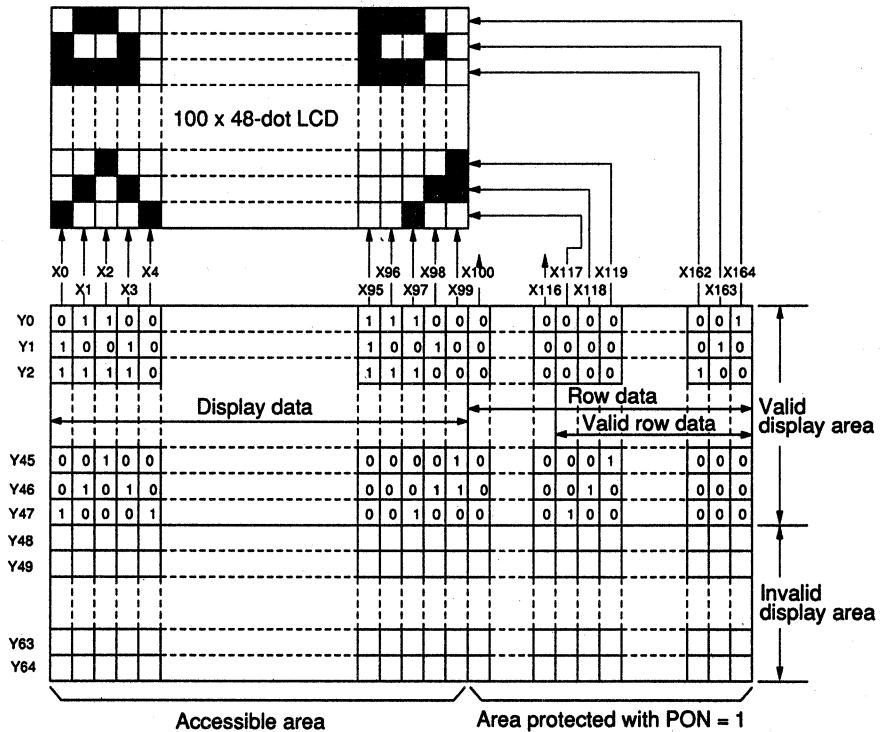 100 x 48-dot LCD
X0 X2 X4 X96 X98 X100 X117 X119 X162 X164
X1 X3 X95 X97 X99 X116 X118 X163
Y0 0 1 1 0 0 1 1 1 0 0 0 0 0 0 0 0 0 1
Y1 1 0 0 1 0 1 0 0 1 0 0 0 0 0 0 0 1 0
Y2 1 1 1 1 0 1 1 1 0 0 0 0 0 0 0 1 0 0
Display data
Row data
Valid row data
Valid
display area
Y45 0 0 1 0 0 0 0 0 0 1 0 0 0 0 1 0 0 0
Y46 0 1 0 1 0 0 0 0 1 1 0 0 0 1 0 0 0 0
Y47 1 0 0 0 1 0 0 1 0 0 0 0 1 0 0 0 0 0
Y48
Y49
Invalid
display area
Y63
Y64
Accessible area
Area protected with PON = 1